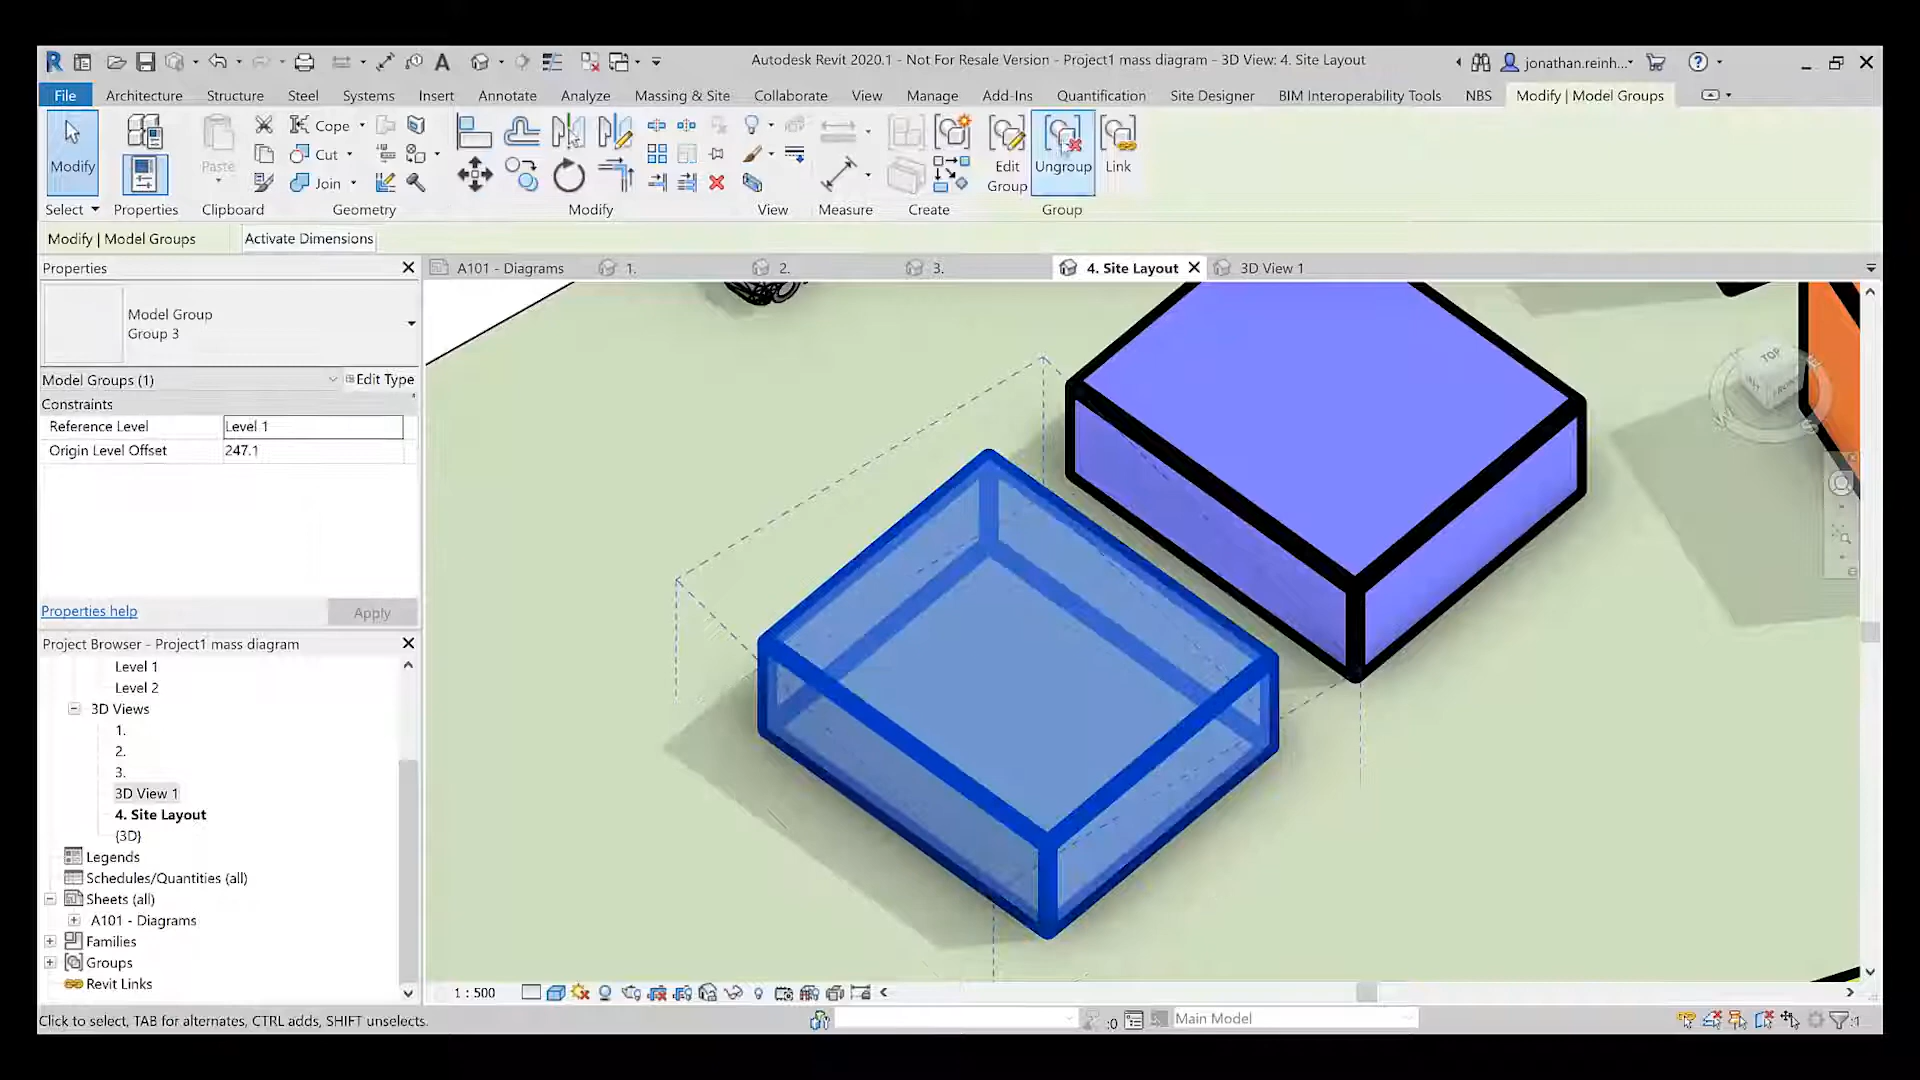 Autodesk Revit 2020.1 - Not For Resale Version - Project1 mass diagram - 3D View: 4. Site Layout
jonathan.reinh...
File Architecture Structure Steel Systems Insert Annotate Analyze Massing & Site Collaborate View Manage Add-Ins Quantification Site Designer BIM Interoperability Tools NBS Modify | Model Groups
Modify
Paste
Cope
Cut
Join
Edit Group
Ungroup
Link
Select Properties Clipboard Geometry Modify View Measure Create Group
Modify | Model Groups Activate Dimensions
Properties
A101 - Diagrams 1. 2. 3. 4. Site Layout 3D View 1
Model Group
Group 3
Model Groups (1) Edit Type
Constraints
Reference Level Level 1
Origin Level Offset 247.1
Properties help Apply
Project Browser - Project1 mass diagram
Level 1
Level 2
3D Views
1.
2.
3.
3D View 1
4. Site Layout
{3D}
Legends
Schedules/Quantities (all)
Sheets (all)
A101 - Diagrams
Families
Groups
Revit Links
TOP
FRONT
1 : 500
Click to select, TAB for alternates, CTRL adds, SHIFT unselects.
:0
Main Model
:1